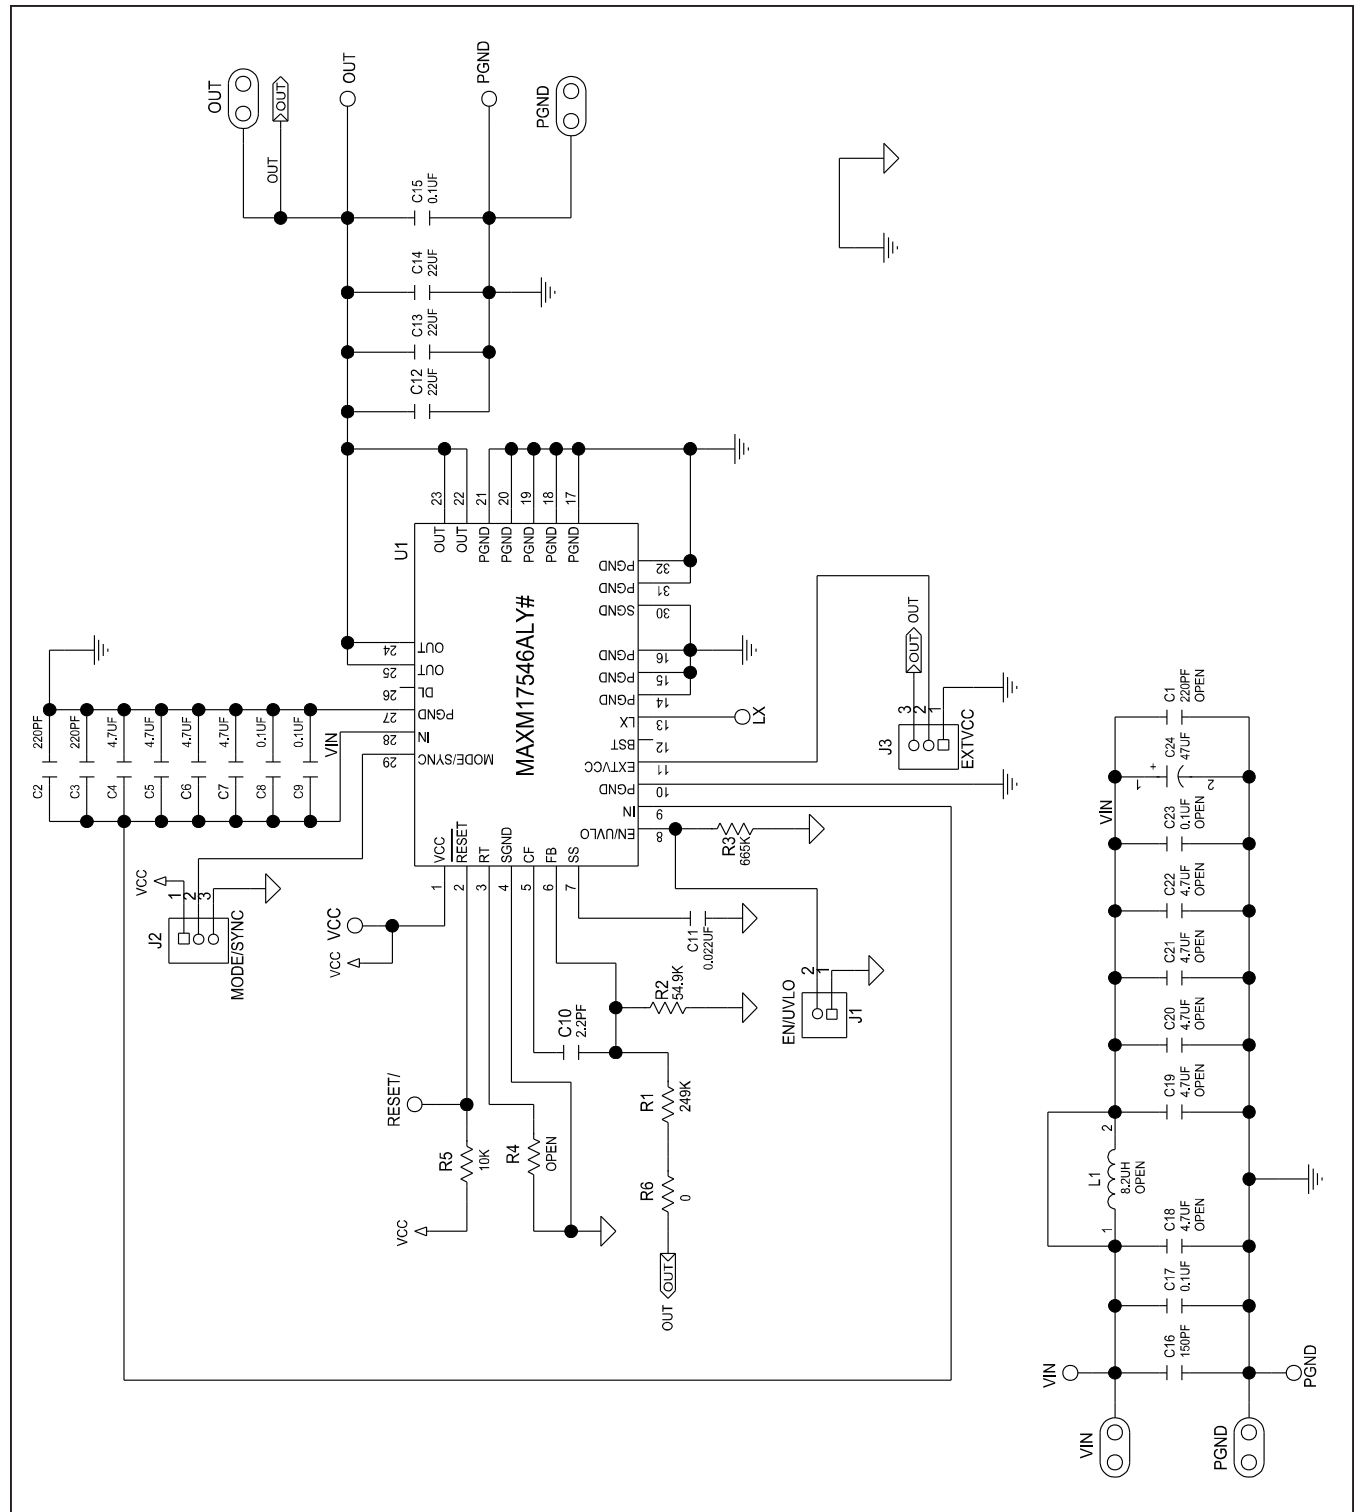 OUT
OUT
OUT
OUT
PGND
PGND
C15
0.1UF
C14
22UF
C13
22UF
C12
22UF
U1
MAXM17546ALY#
23
OUT
22
OUT
21
PGND
20
PGND
19
PGND
18
PGND
17
PGND
32
PGND
31
PGND
30
SGND
16
PGND
15
PGND
14
PGND
13
LX
LX
12
BST
11
EXTVCC
10
PGND
9
IN
8
EN/UVLO
24
OUT
25
OUT
26
DL
27
PGND
28
IN
29
MODE/SYNC
VCC
1
RESET
2
RT
3
SGND
4
CF
5
FB
6
SS
7
C2
220PF
C3
220PF
C4
4.7UF
C5
4.7UF
C6
4.7UF
C7
4.7UF
C8
0.1UF
C9
0.1UF
VIN
VCC
1
2
3
J2
MODE/SYNC
VCC
VCC
RESET/
R5
10K
VCC
R4
OPEN
C10
2.2PF
R2
54.9K
R1
249K
R6
0
OUT
OUT
C11
0.022UF
R3
665K
EN/UVLO
2
1
J1
OUT
OUT
3
2
1
J3
EXTVCC
VIN
VIN
PGND
PGND
C16
150PF
C17
0.1UF
C18
4.7UF
OPEN
1
L1
8.2UH
OPEN
2
C19
4.7UF
OPEN
C20
4.7UF
OPEN
C21
4.7UF
OPEN
C22
4.7UF
OPEN
C23
0.1UF
OPEN
VIN
1
+
C24
47UF
2
C1
220PF
OPEN